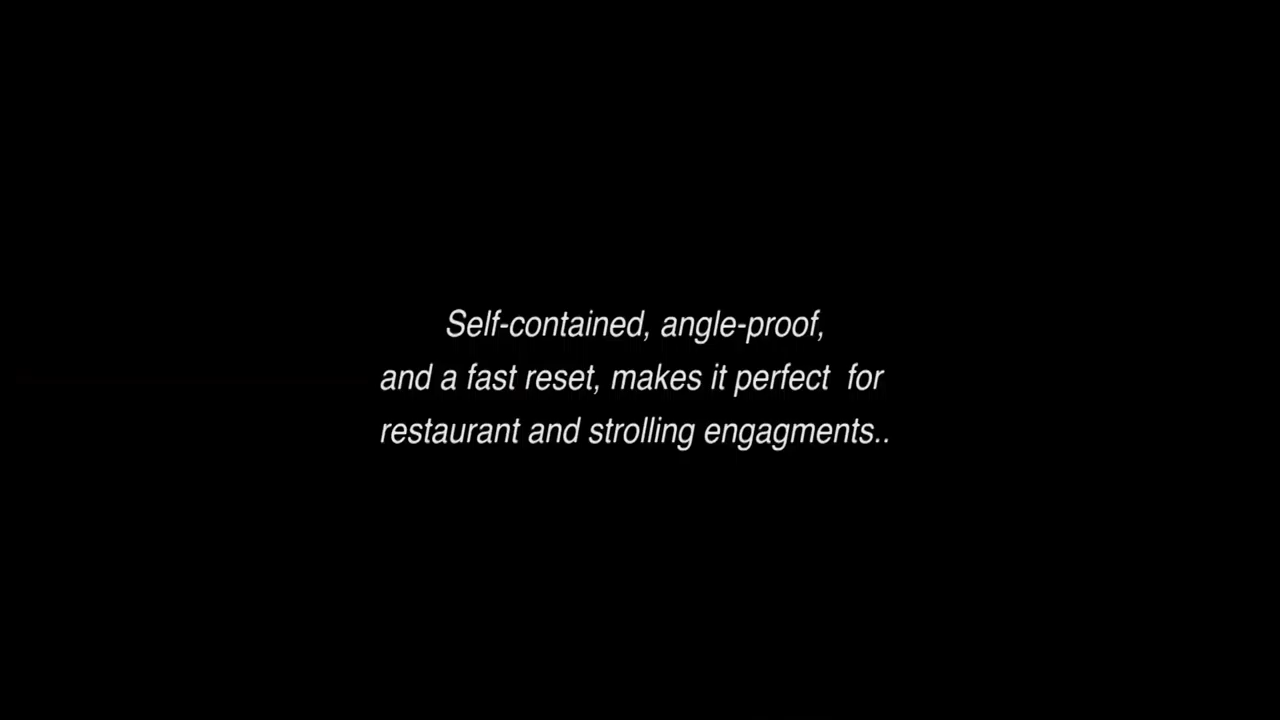 Self-contained, angle-proof,
and a fast reset, makes it perfect  for
restaurant and strolling engagments..